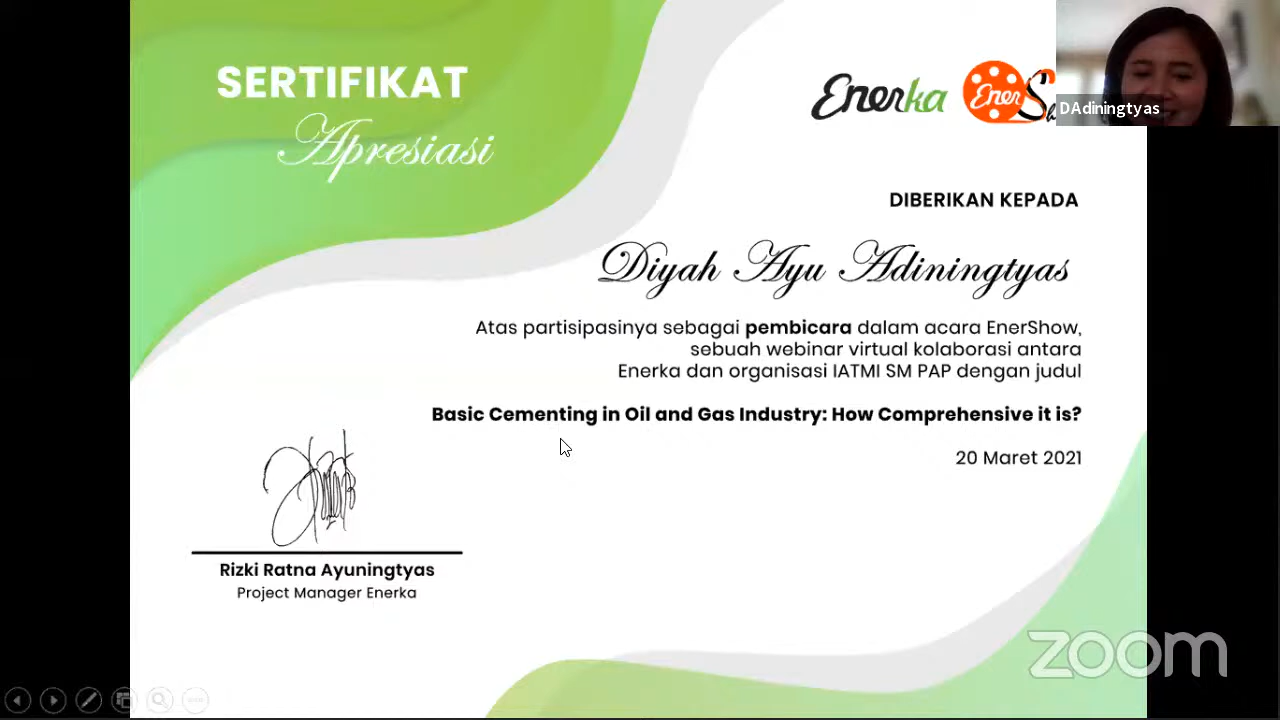 SERTIFIKAT
Apresiasi
Enerka
Ener
DAdiningtyas
DIBERIKAN KEPADA
Diyah Ayu Adiningtyas
Atas partisipasinya sebagai pembicara dalam acara EnerShow,
sebuah webinar virtual kolaborasi antara
Enerka dan organisasi IATMI SM PAP dengan judul
Basic Cementing in Oil and Gas Industry: How Comprehensive it is?
20 Maret 2021
Rizki Ratna Ayuningtyas
Project Manager Enerka
zoom